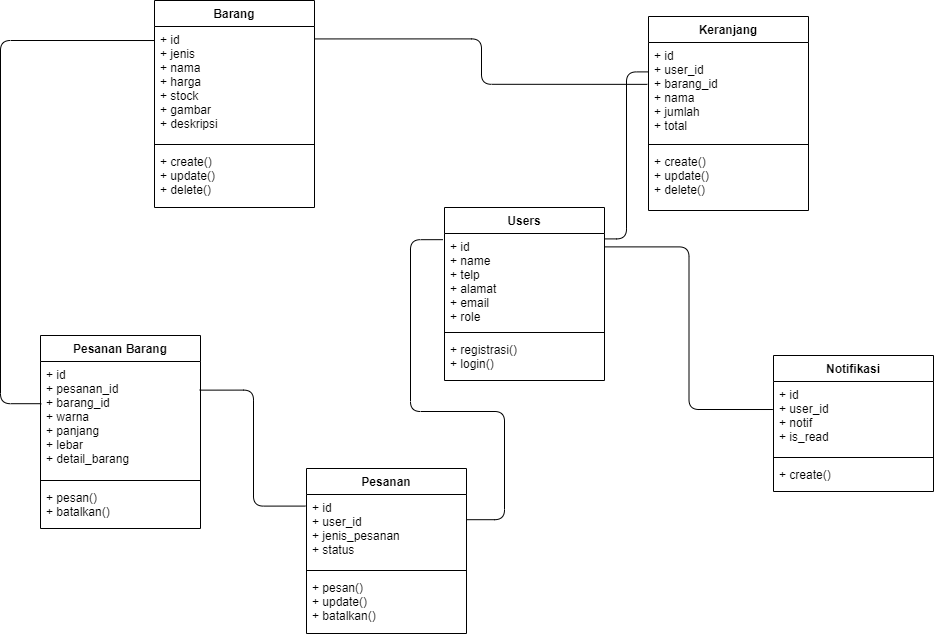 Barang
+ id
+ jenis
+ nama
+ harga
+ stock
+ gambar
+ deskripsi
+ create()
+ update()
+ delete()
Keranjang
+ id
+ user_id
+ barang_id
+ nama
+ jumlah
+ total
+ create()
+ update()
+ delete()
Users
+ id
+ name
+ telp
+ alamat
+ email
+ role
+ registrasi()
+ login()
Pesanan Barang
+ id
+ pesanan_id
+ barang_id
+ warna
+ panjang
+ lebar
+ detail_barang
+ pesan()
+ batalkan()
Notifikasi
+ id
+ user_id
+ notif
+ is_read
+ create()
Pesanan
+ id
+ user_id
+ jenis_pesanan
+ status
+ pesan()
+ update()
+ batalkan()